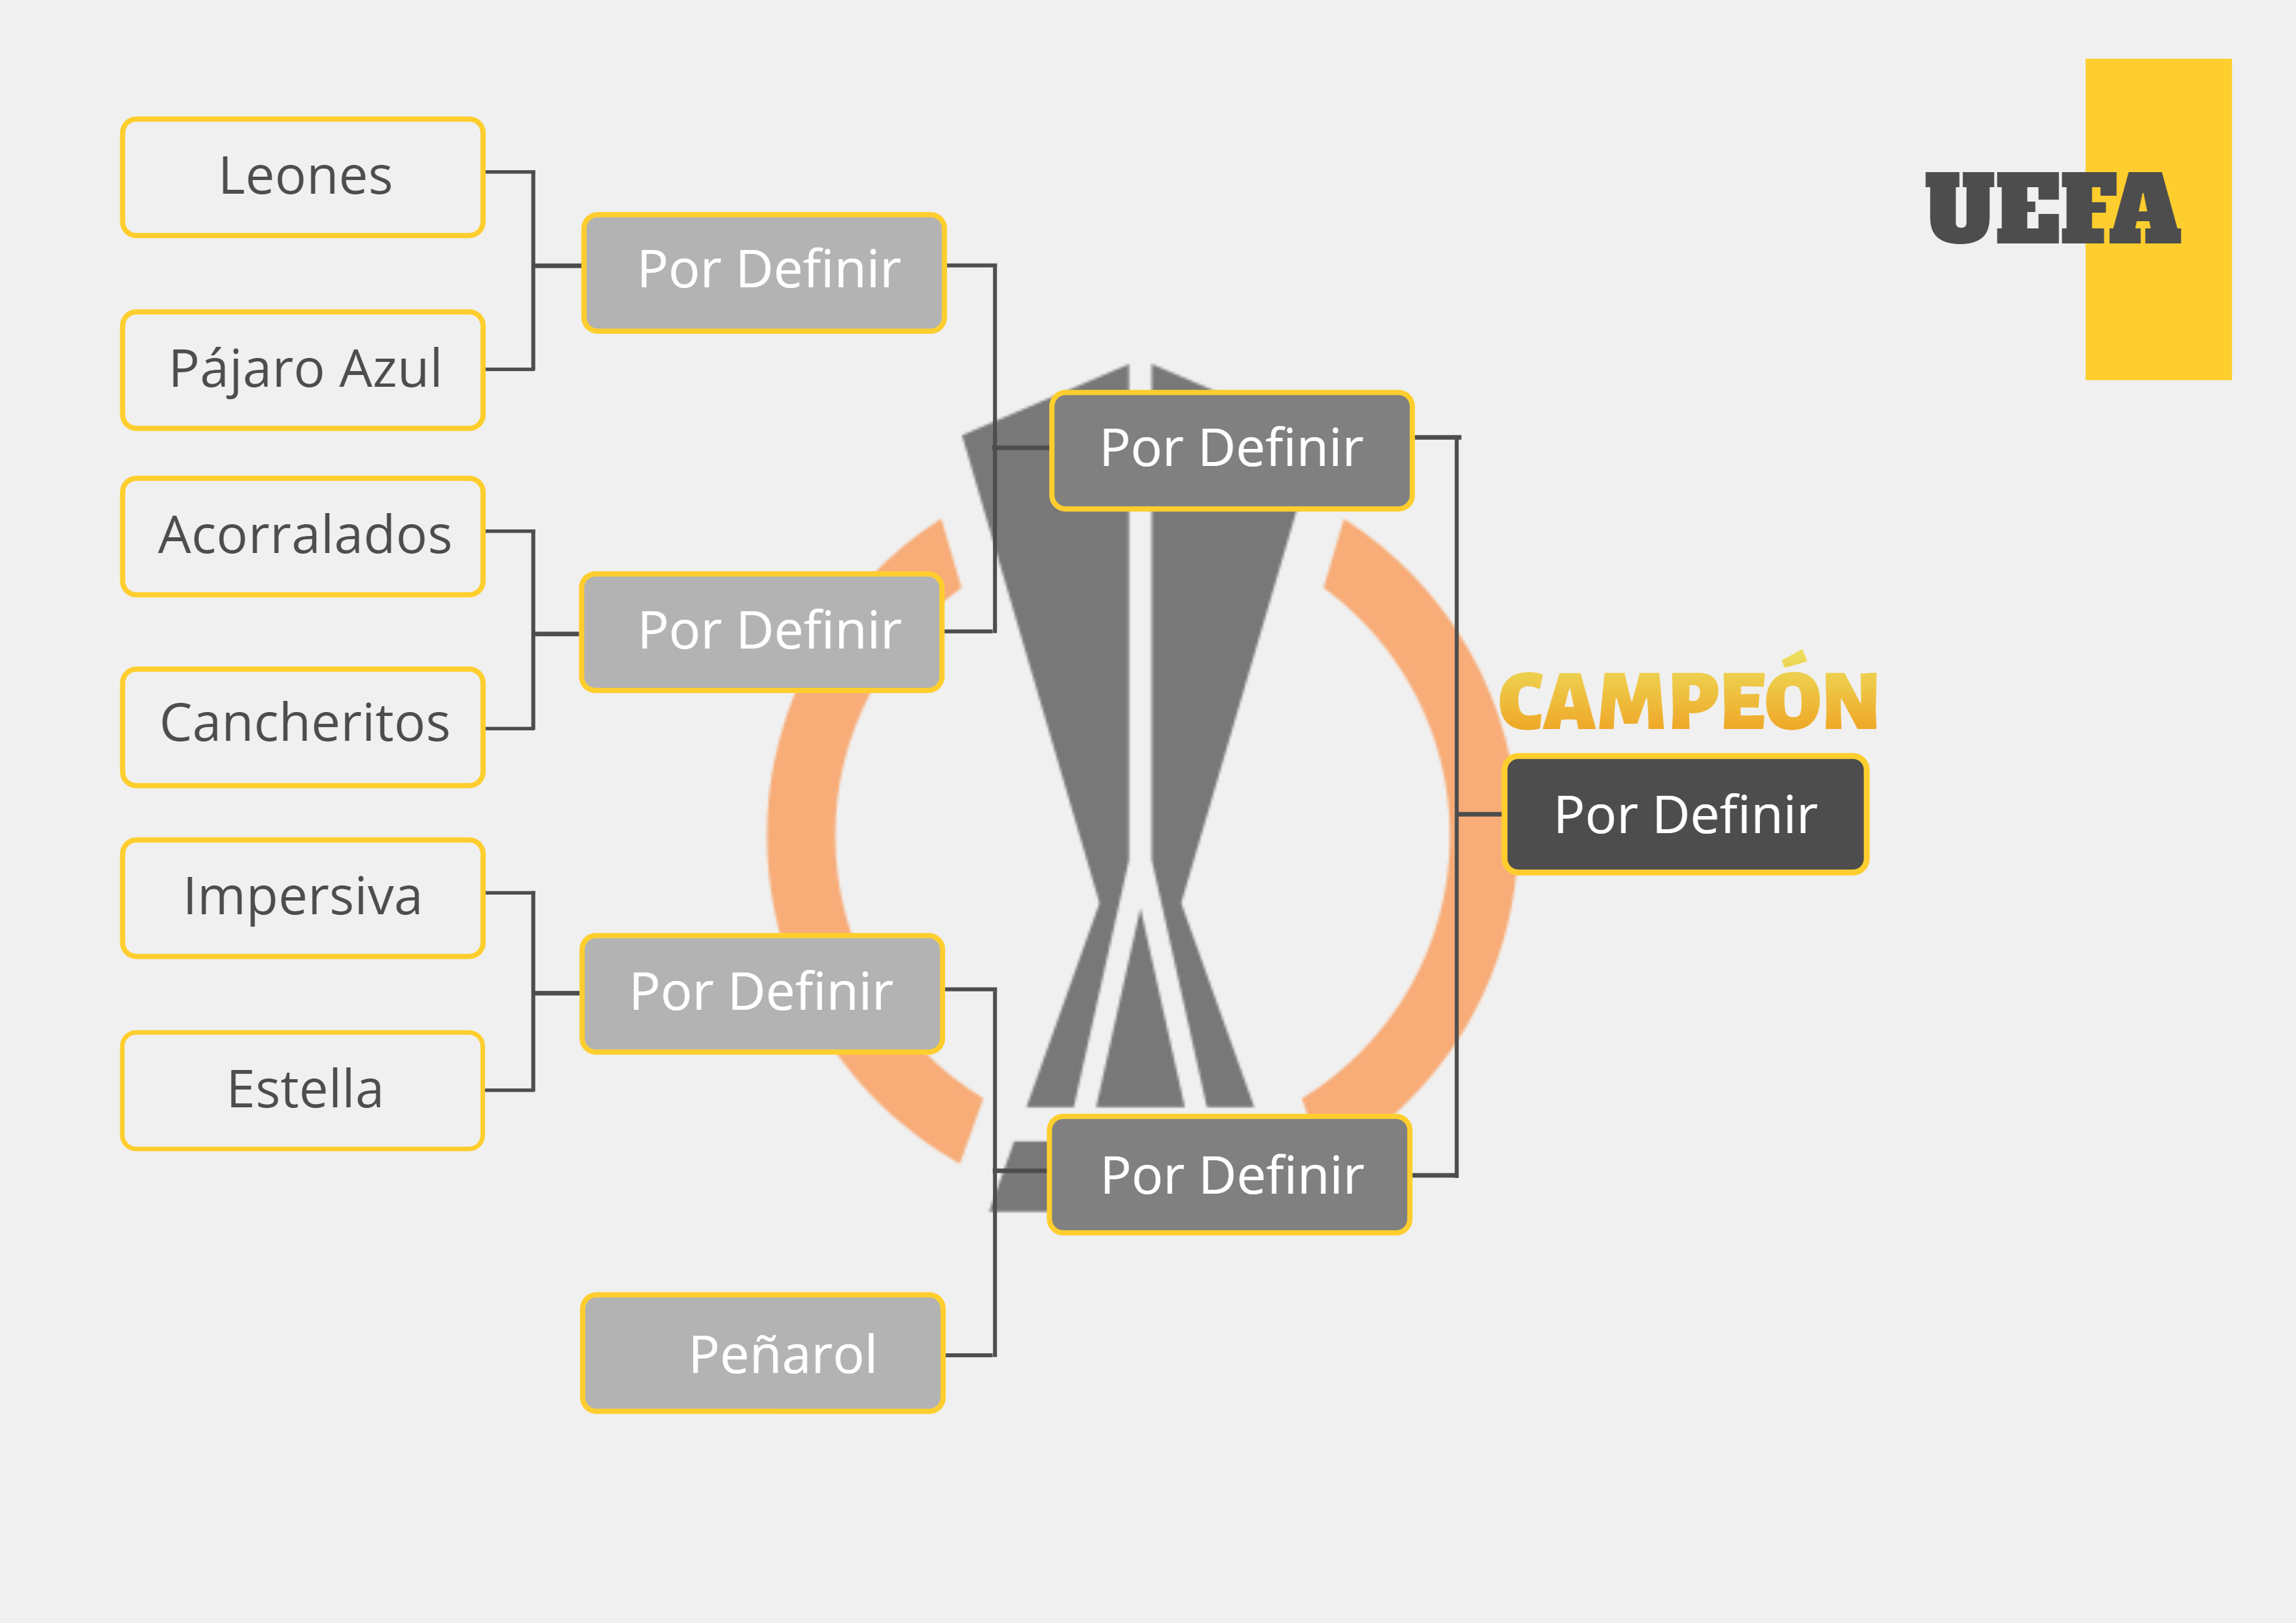 UEFA
Leones
Pájaro Azul
Acorralados
Cancheritos
Impersiva
Estella
Por Definir
Por Definir
Por Definir
Peñarol
Por Definir
Por Definir
CAMPEÓN
Por Definir